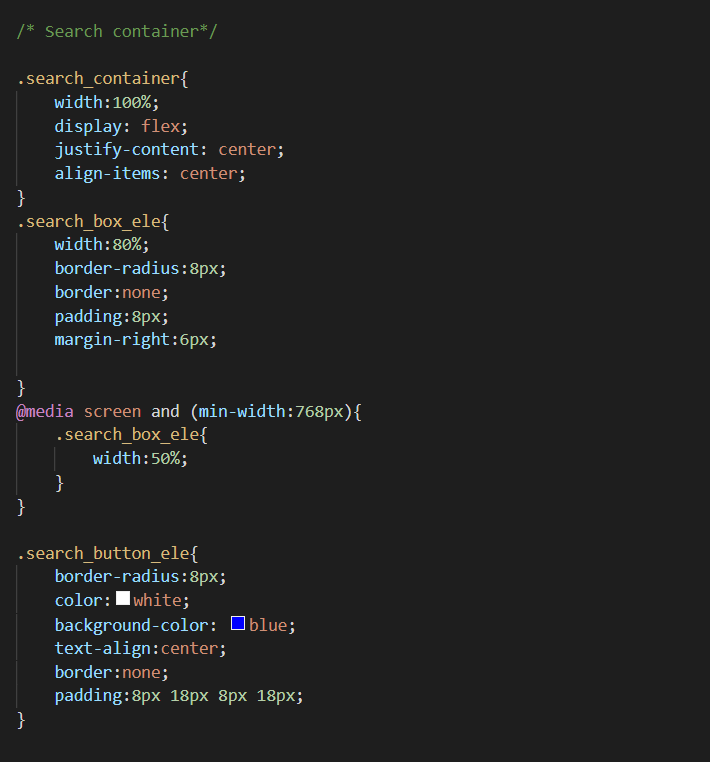 /* Search container*/
.search_container{
    width:100%;
    display: flex;
    justify-content: center;
    align-items: center;
}
.search_box_ele{
    width:80%;
    border-radius:8px;
    border:none;
    padding:8px;
    margin-right:6px;
}
@media screen and (min-width:768px){
    .search_box_ele{
        width:50%;
    }
}
.search_button_ele{
    border-radius:8px;
    color:white;
    background-color: blue;
    text-align:center;
    border:none;
    padding:8px 18px 8px 18px;
}